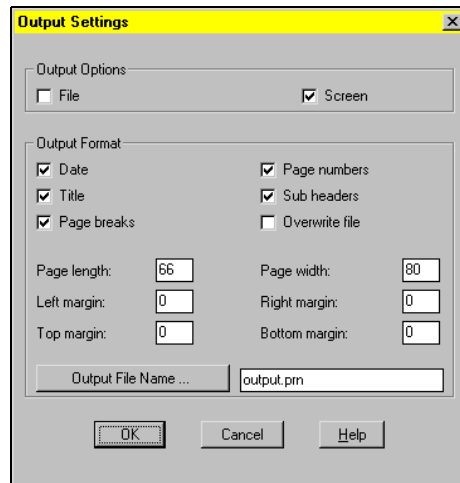 Output Settings
Output Options
File
Screen
Output Format
Date
Page numbers
Title
Sub headers
Page breaks
Overwrite file
Page length: 66
Page width: 80
Left margin: 0
Right margin: 0
Top margin: 0
Bottom margin: 0
Output File Name ... output.prn
OK Cancel Help